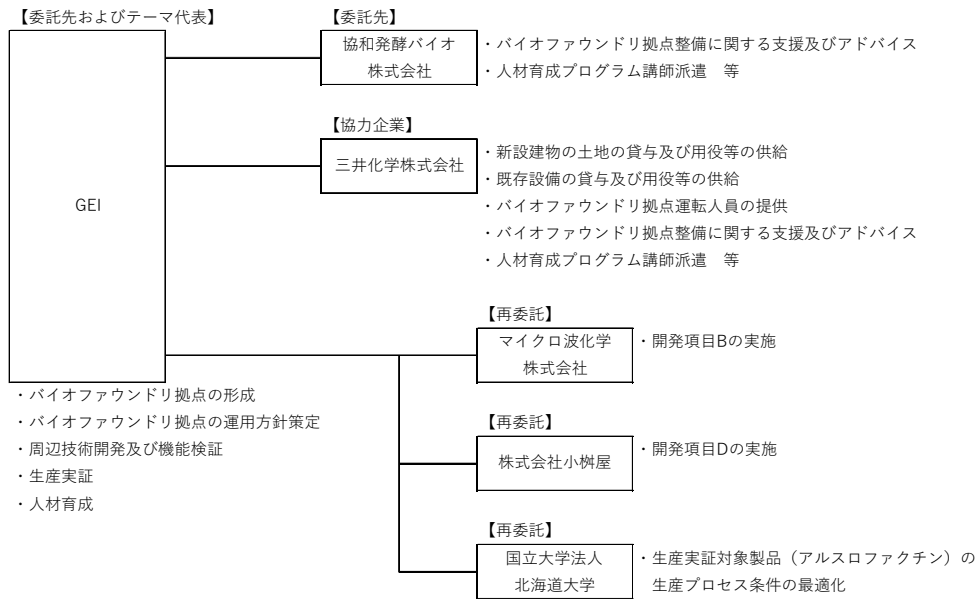 【委託先およびテーマ代表】
GEI
・バイオファウンドリ拠点の形成
・バイオファウンドリ拠点の運用方針策定
・周辺技術開発及び機能検証
・生産実証
・人材育成
【委託先】
協和発酵バイオ
株式会社
・バイオファウンドリ拠点整備に関する支援及びアドバイス
・人材育成プログラム講師派遣　等
【協力企業】
三井化学株式会社
・新設建物の土地の貸与及び用役等の供給
・既存設備の貸与及び用役等の供給
・バイオファウンドリ拠点運転人員の提供
・バイオファウンドリ拠点整備に関する支援及びアドバイス
・人材育成プログラム講師派遣　等
【再委託】
マイクロ波化学
株式会社
・開発項目Bの実施
【再委託】
株式会社小桝屋
・開発項目Dの実施
【再委託】
国立大学法人
北海道大学
・生産実証対象製品（アルスロファクチン）の
生産プロセス条件の最適化